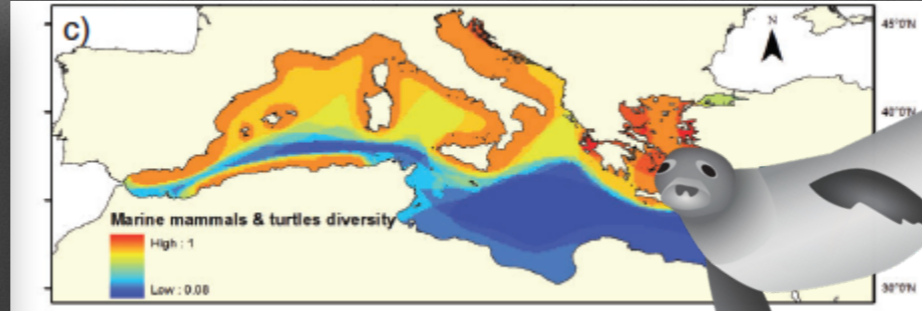 c)
45°0'N
N
40°0'N
Marine mammals & turtles diversity
High : 1
Low : 0.08
30°0'N